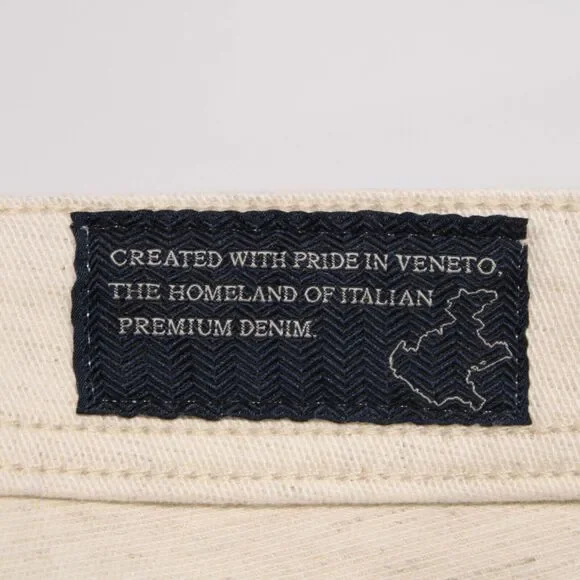 CREATED WITH PRIDE IN VENETO,
THE HOMELAND OF ITALIAN
PREMIUM DENIM.